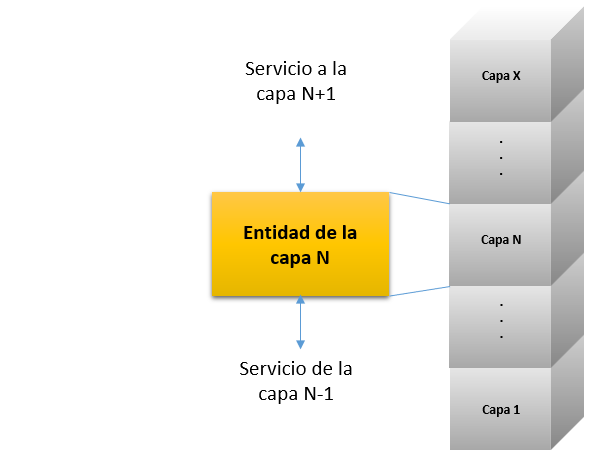 Servicio a la
capa N+1
Entidad de la
capa N
Servicio de la
capa N-1
Capa X
.
.
.
Capa N
.
.
.
Capa 1